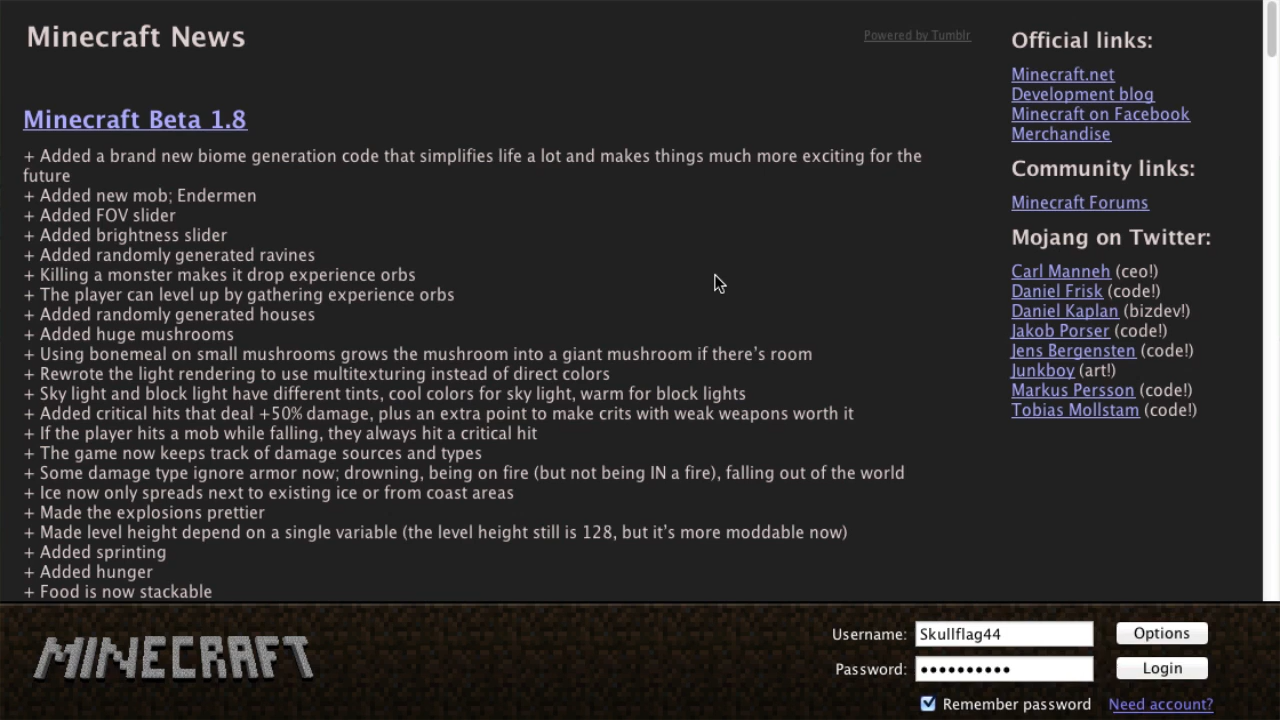 Minecraft News
Powered by Tumblr
Minecraft Beta 1.8
+ Added a brand new biome generation code that simplifies life a lot and makes things much more exciting for the
future
+ Added new mob; Endermen
+ Added FOV slider
+ Added brightness slider
+ Added randomly generated ravines
+ Killing a monster makes it drop experience orbs
+ The player can level up by gathering experience orbs
+ Added randomly generated houses
+ Added huge mushrooms
+ Using bonemeal on small mushrooms grows the mushroom into a giant mushroom if there's room
+ Rewrote the light rendering to use multitexturing instead of direct colors
+ Sky light and block light have different tints, cool colors for sky light, warm for block lights
+ Added critical hits that deal +50% damage, plus an extra point to make crits with weak weapons worth it
+ If the player hits a mob while falling, they always hit a critical hit
+ The game now keeps track of damage sources and types
+ Some damage type ignore armor now; drowning, being on fire (but not being IN a fire), falling out of the world
+ Ice now only spreads next to existing ice or from coast areas
+ Made the explosions prettier
+ Made level height depend on a single variable (the level height still is 128, but it's more moddable now)
+ Added sprinting
+ Added hunger
+ Food is now stackable
Official links:
Minecraft.net
Development blog
Minecraft on Facebook
Merchandise
Community links:
Minecraft Forums
Mojang on Twitter:
Carl Manneh (ceo!)
Daniel Frisk (code!)
Daniel Kaplan (bizdev!)
Jakob Porser (code!)
Jens Bergensten (code!)
Junkboy (art!)
Markus Persson (code!)
Tobias Mollstam (code!)
MINECRAFT
Username: Skullflag44 Options
Password: ●●●●●●●●●● Login
Remember password Need account?